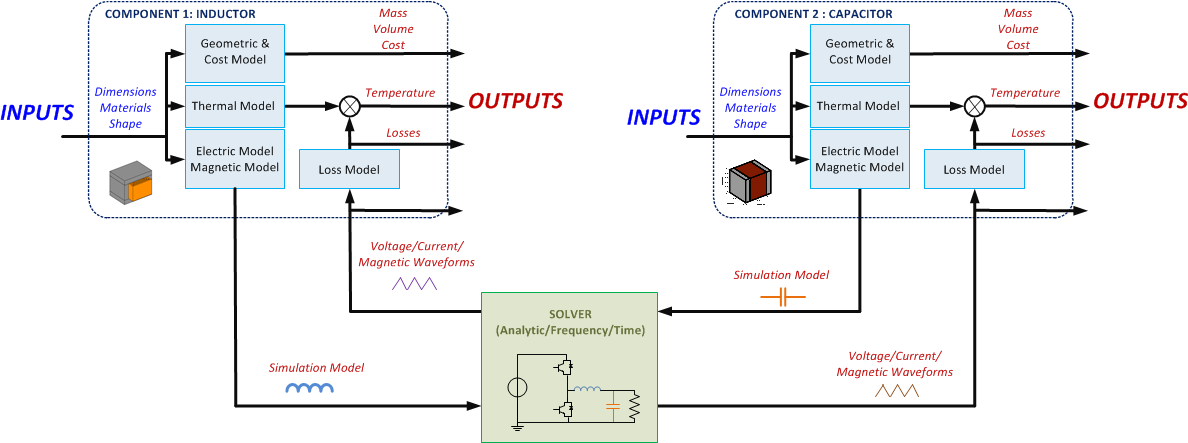 COMPONENT 1: INDUCTOR
Mass
Volume
Cost
Geometric &
Cost Model
INPUTS
Dimensions
Materials
Shape
Thermal Model
Temperature
OUTPUTS
Losses
Electric Model
Magnetic Model
Loss Model
COMPONENT 2 : CAPACITOR
Mass
Volume
Cost
Geometric &
Cost Model
INPUTS
Dimensions
Materials
Shape
Thermal Model
Temperature
OUTPUTS
Losses
Electric Model
Magnetic Model
Loss Model
Voltage/Current/
Magnetic Waveforms
Simulation Model
SOLVER
(Analytic/Frequency/Time)
Simulation Model
Voltage/Current/
Magnetic Waveforms